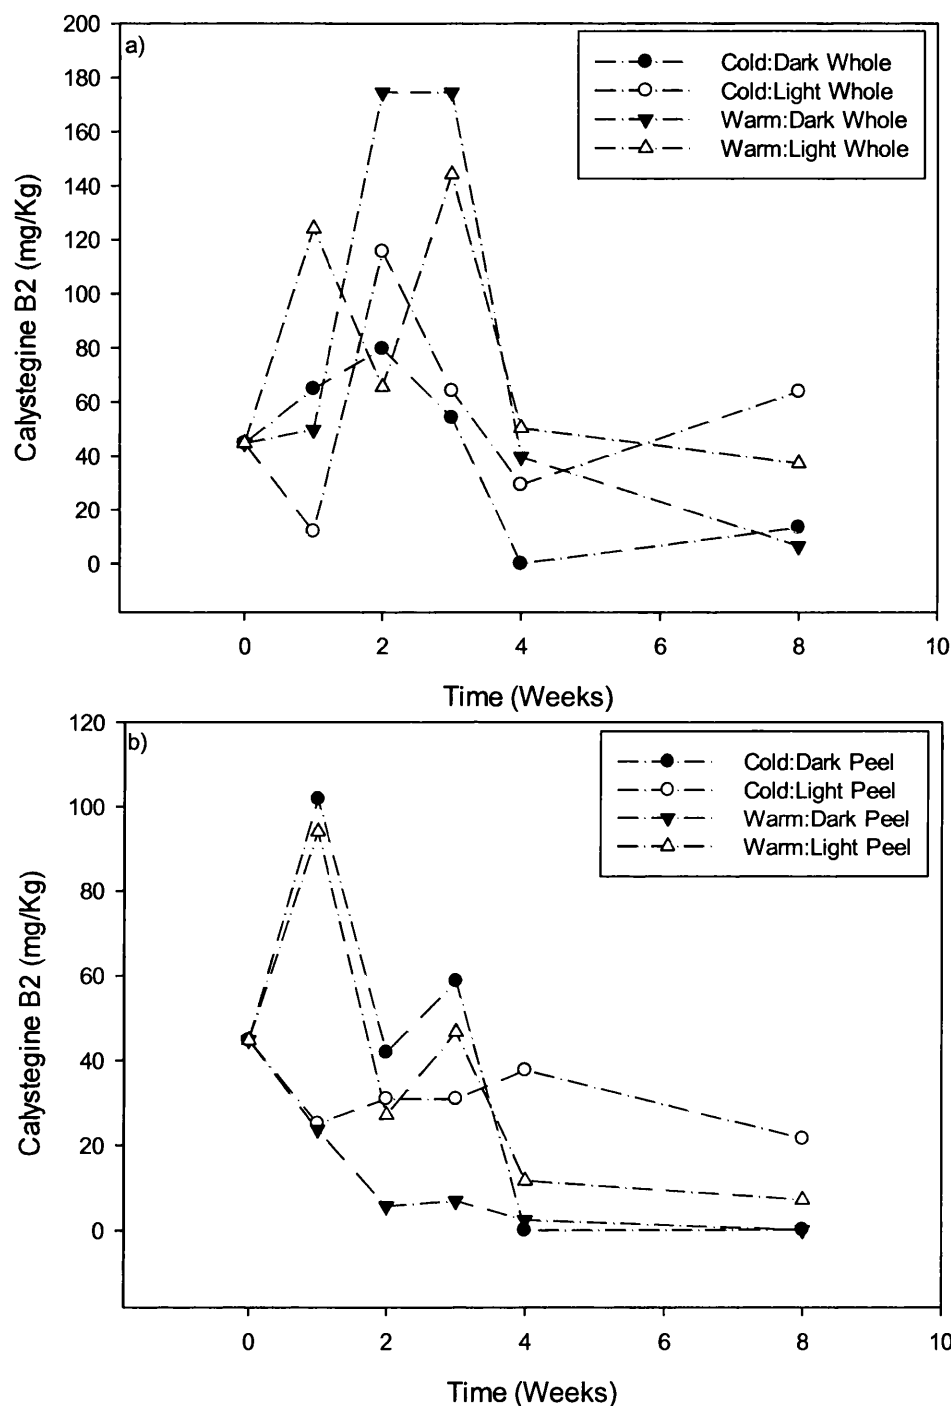 a)
Cold:Dark Whole
Cold:Light Whole
Warm:Dark Whole
Warm:Light Whole
Calystegine B2 (mg/Kg)
200
180
160
140
120
100
80
60
40
20
0
0 2 4 6 8 10
Time (Weeks)
b)
Cold:Dark Peel
Cold:Light Peel
Warm:Dark Peel
Warm:Light Peel
Calystegine B2 (mg/Kg)
120
100
80
60
40
20
0
0 2 4 6 8 10
Time (Weeks)